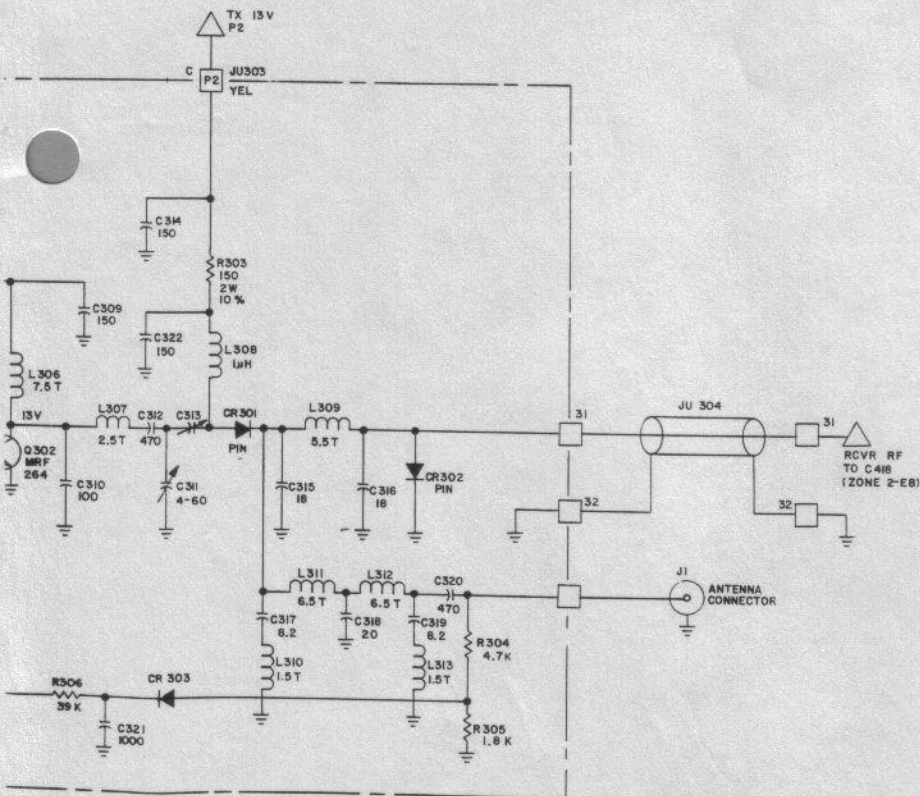 TX 13V
P2
C
P2
JU303
YEL
C314
150
R303
150
2W
10%
C309
150
C322
150
L308
1µH
L306
7.5T
13V
L307
2.5T
C312
470
C313
CR301
PIN
L309
5.5T
31
JU 304
31
Q302
MRF
264
C310
100
C311
4-60
C315
18
C316
18
CR302
PIN
RCVR RF
TO C418
(ZONE 2-E8)
32
32
L311
6.5T
L312
6.5T
C320
470
J1
ANTENNA
CONNECTOR
C317
8.2
C318
20
C319
8.2
R304
4.7K
L310
1.5T
L313
1.5T
R306
39K
CR 303
C321
1000
R305
1.8K